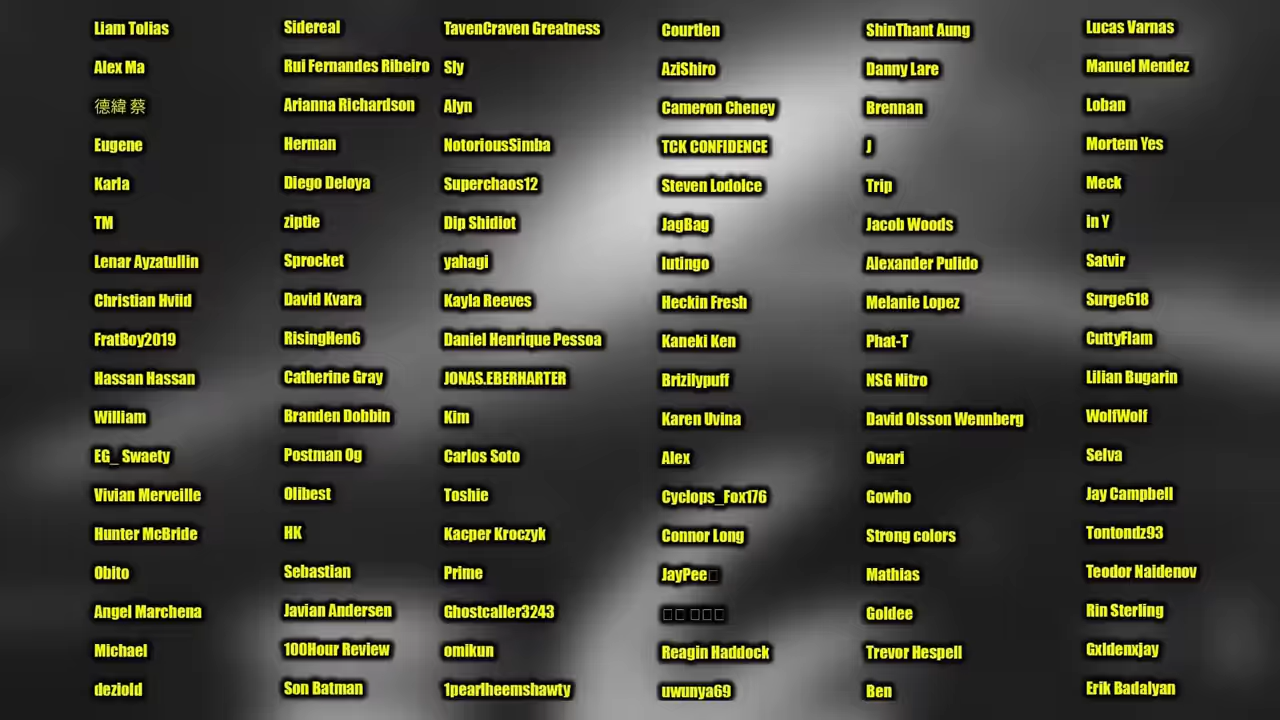 Liam Tolias
Alex Ma
德緯 蔡
Eugene
Karla
TM
Lenar Ayzatullin
Christian Hviid
FratBoy2019
Hassan Hassan
William
EG_ Swaety
Vivian Merveille
Hunter McBride
Obito
Angel Marchena
Michael
deziold
Sidereal
Rui Fernandes Ribeiro
Arianna Richardson
Herman
Diego Deloya
ziptie
Sprocket
David Kvara
RisingHen6
Catherine Gray
Branden Dobbin
Postman Og
Olibest
HK
Sebastian
Javian Andersen
100Hour Review
Son Batman
TavenCraven Greatness
Sly
Alyn
NotoriousSimba
Superchaos12
Dip Shidiot
yahagi
Kayla Reeves
Daniel Henrique Pessoa
JONAS.EBERHARTER
Kim
Carlos Soto
Toshie
Kacper Kroczyk
Prime
Ghostcaller3243
omikun
1pearlheemshawty
Courtlen
AziShiro
Cameron Cheney
TCK CONFIDENCE
Steven Lodolce
JagBag
lutingo
Heckin Fresh
Kaneki Ken
Brizilypuff
Karen Uvina
Alex
Cyclops_Fox176
Connor Long
JayPee
Reagin Haddock
uwunya69
ShinThant Aung
Danny Lare
Brennan
J
Trip
Jacob Woods
Alexander Pulido
Melanie Lopez
Phat-T
NSG Nitro
David Olsson Wennberg
Owari
Gowho
Strong colors
Mathias
Goldee
Trevor Hespell
Ben
Lucas Varnas
Manuel Mendez
Loban
Mortem Yes
Meck
in Y
Satvir
Surge618
CuttyFlam
Lilian Bugarin
WolfWolf
Selva
Jay Campbell
Tontondz93
Teodor Naidenov
Rin Sterling
Gxldenxjay
Erik Badalyan